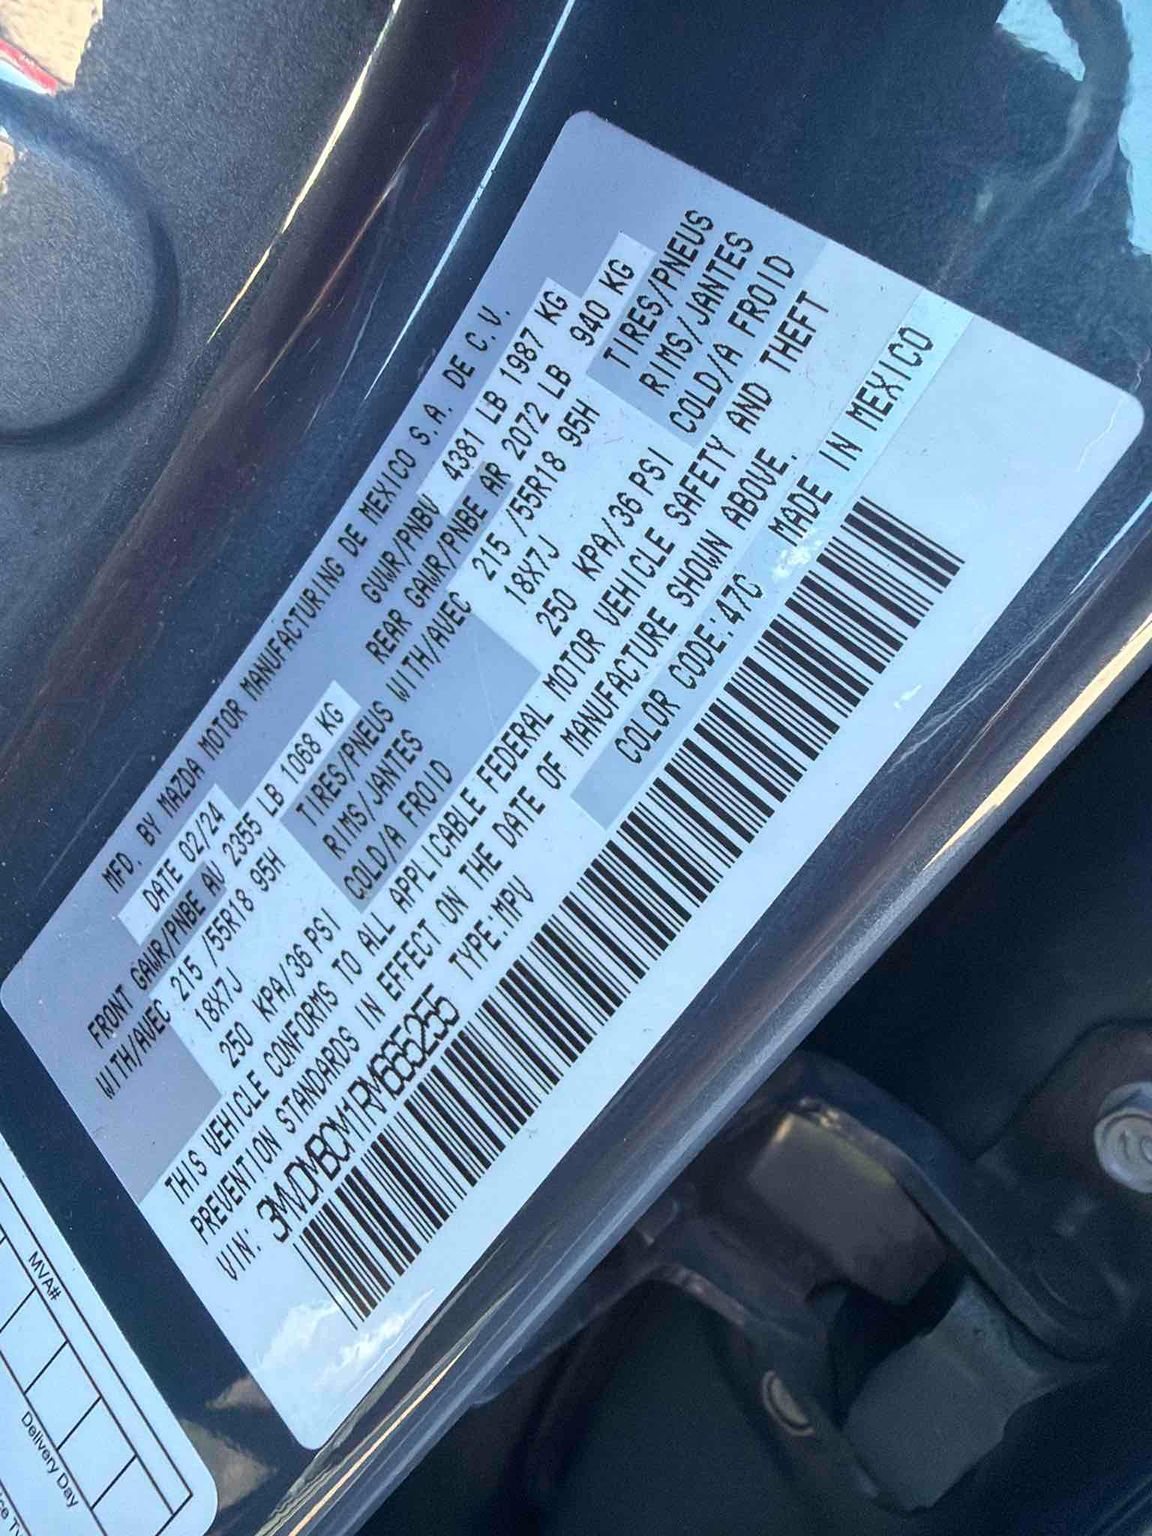 MFD. BY MAZDA MOTOR MANUFACTURING DE MEXICO S.A. DE C.V.
DATE 02/24 GVWR/PNBV 4381 LB 1987 KG
FRONT GAWR/PNBE AV 2355 LB 1068 KG REAR GAWR/PNBE AR 2072 LB 940 KG
WITH/AVEC 215 /55R18 95H TIRES/PNEUS WITH/AVEC 215 /55R18 95H TIRES/PNEUS
18X7J RIMS/JANTES 18X7J RIMS/JANTES
250 KPA/36 PSI COLD/A FROID 250 KPA/36 PSI COLD/A FROID
THIS VEHICLE CONFORMS TO ALL APPLICABLE FEDERAL MOTOR VEHICLE SAFETY AND THEFT
PREVENTION STANDARDS IN EFFECT ON THE DATE OF MANUFACTURE SHOWN ABOVE.
VIN: 3MVDMBCM1RM665255 TYPE:MPV COLOR CODE:47C MADE IN MEXICO
MVA#
Delivery Day